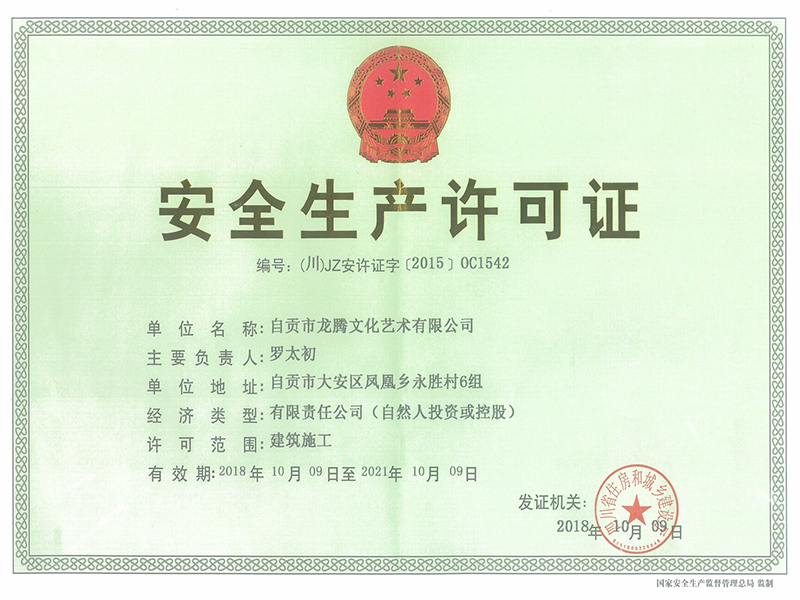 安全生产许可证
编号：(川)JZ安许证字〔2015〕0C1542
单位名称：自贡市龙腾文化艺术有限公司
主要负责人：罗太初
单位地址：自贡市大安区凤凰乡永胜村6组
经济类型：有限责任公司（自然人投资或控股）
许可范围：建筑施工
有效期：2018年10月09日至2021年10月09日
发证机关：
四川省住房和城乡建设厅
2018年10月09日
国家安全生产监督管理总局 监制